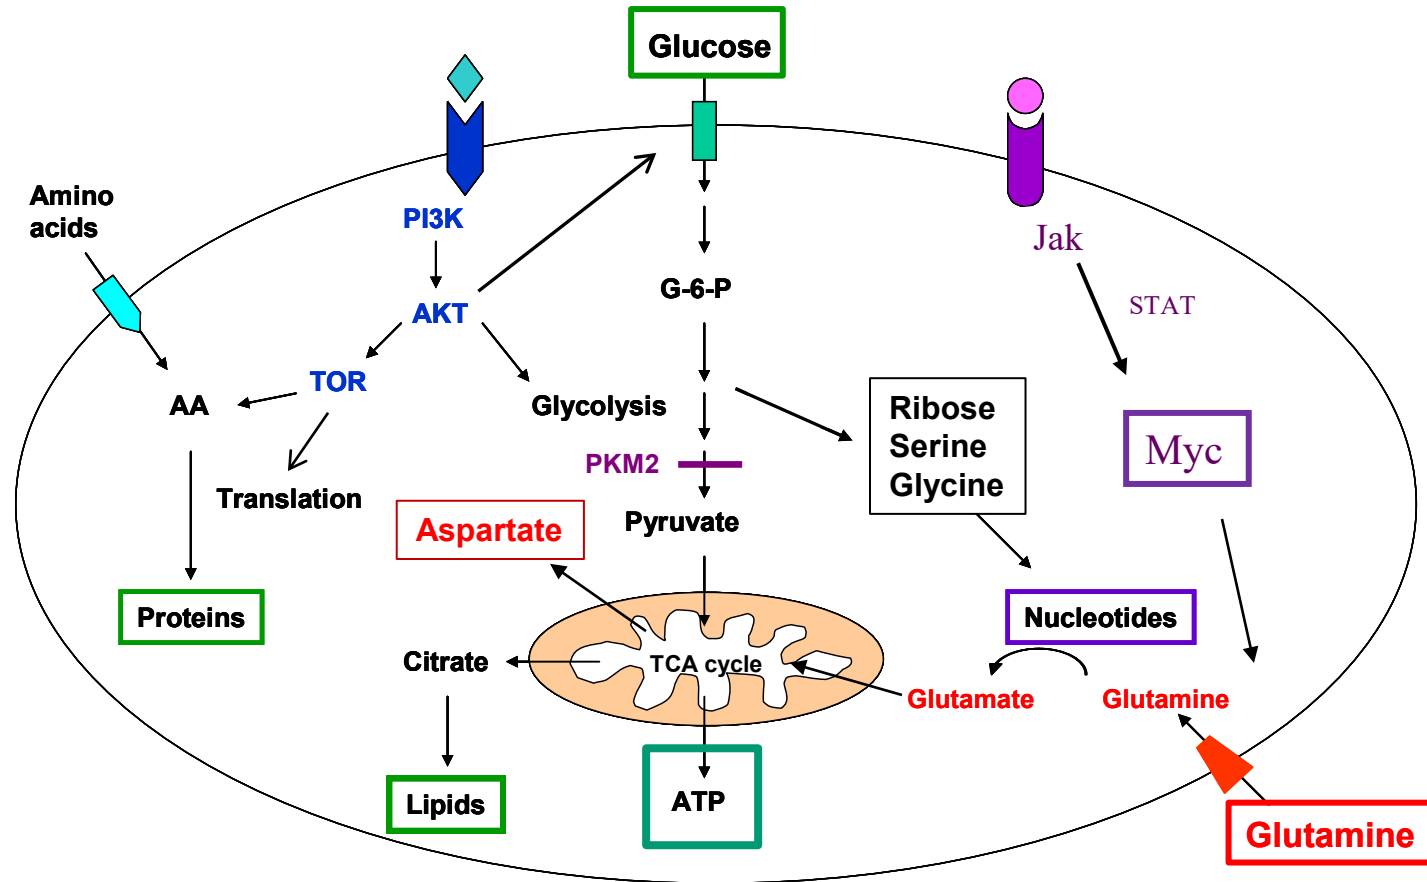 Glucose
Amino
acids
PI3K
Jak
G-6-P
STAT
AKT
TOR
AA
Glycolysis
Ribose
Serine
Glycine
Myc
PKM2
Translation
Pyruvate
Aspartate
Proteins
Nucleotides
Citrate
TCA cycle
Glutamate
Glutamine
Lipids
ATP
Glutamine